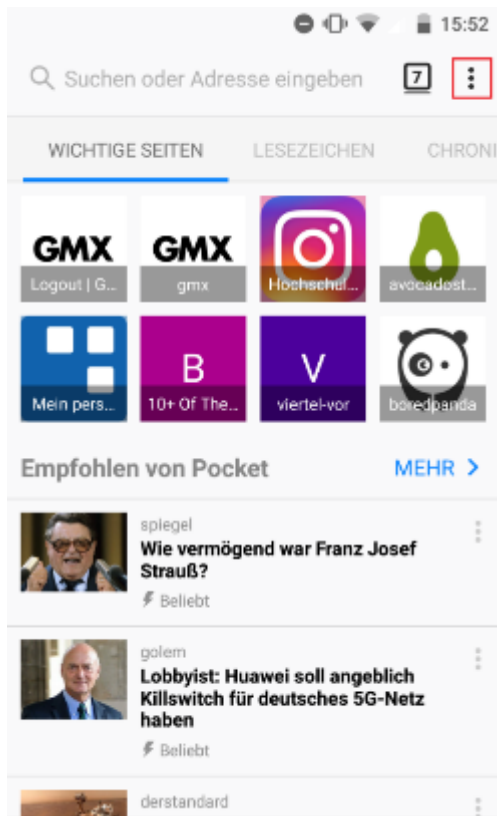 15:52
Suchen oder Adresse eingeben
7
WICHTIGE SEITEN
LESEZEICHEN
CHRONI
GMX
Logout | G...
GMX
gmx
Hochschul...
avocadost...
Mein pers...
B
10+ Of The...
V
viertel-vor
boredpanda
Empfohlen von Pocket
MEHR
spiegel
Wie vermögend war Franz Josef
Strauß?
Beliebt
golem
Lobbyist: Huawei soll angeblich
Killswitch für deutsches 5G-Netz
haben
Beliebt
derstandard